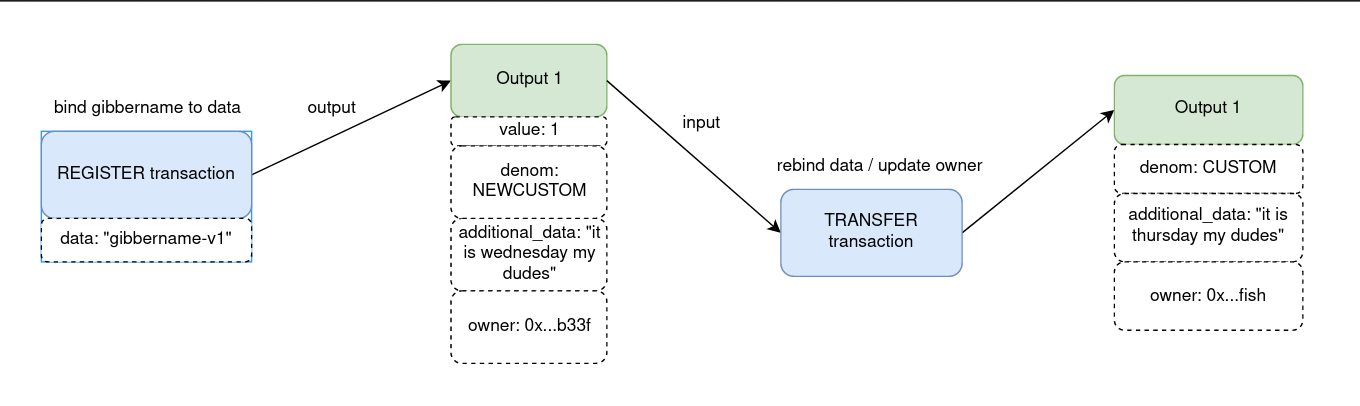 bind gibbername to data
REGISTER transaction
data: "gibbername-v1"
output
Output 1
value: 1
denom:
NEWCUSTOM
additional_data: "it
is wednesday my
dudes"
owner: 0x...b33f
input
rebind data / update owner
TRANSFER
transaction
Output 1
denom: CUSTOM
additional_data: "it is
thursday my dudes"
owner: 0x...fish